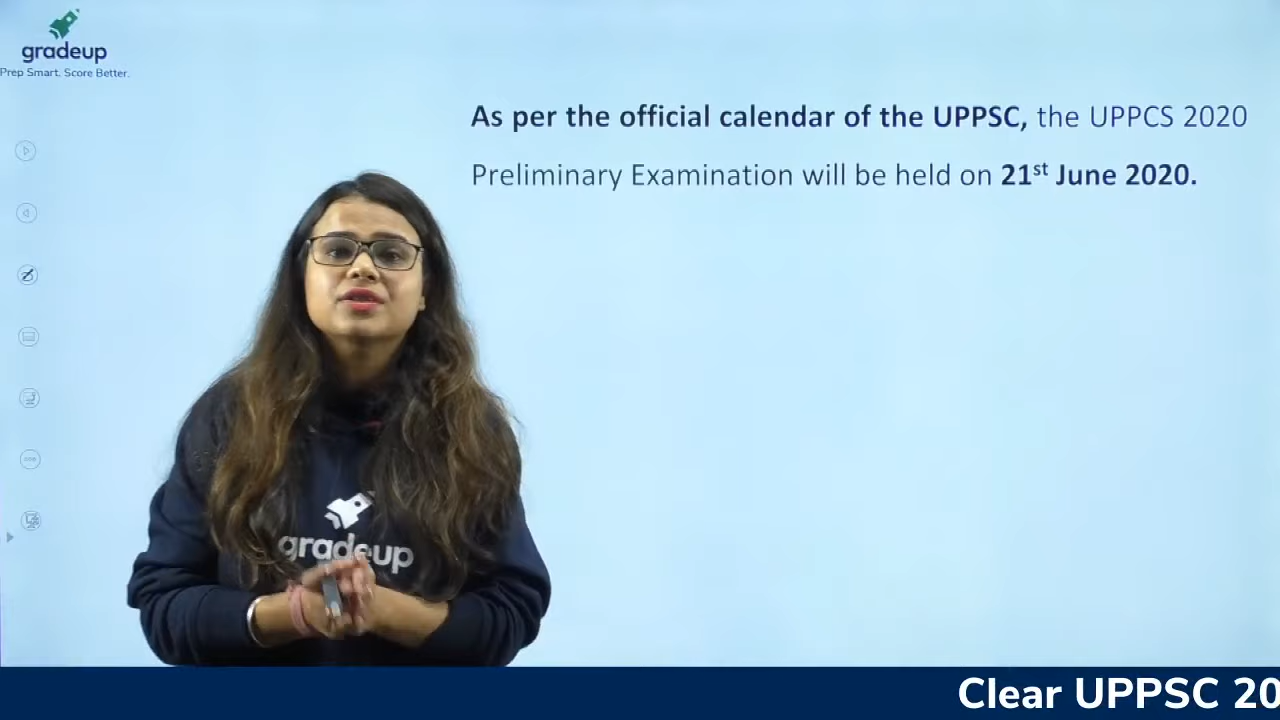 gradeup
Prep Smart. Score Better.
As per the official calendar of the UPPSC, the UPPCS 2020
Preliminary Examination will be held on 21st June 2020.
gradeup
Clear UPPSC 20